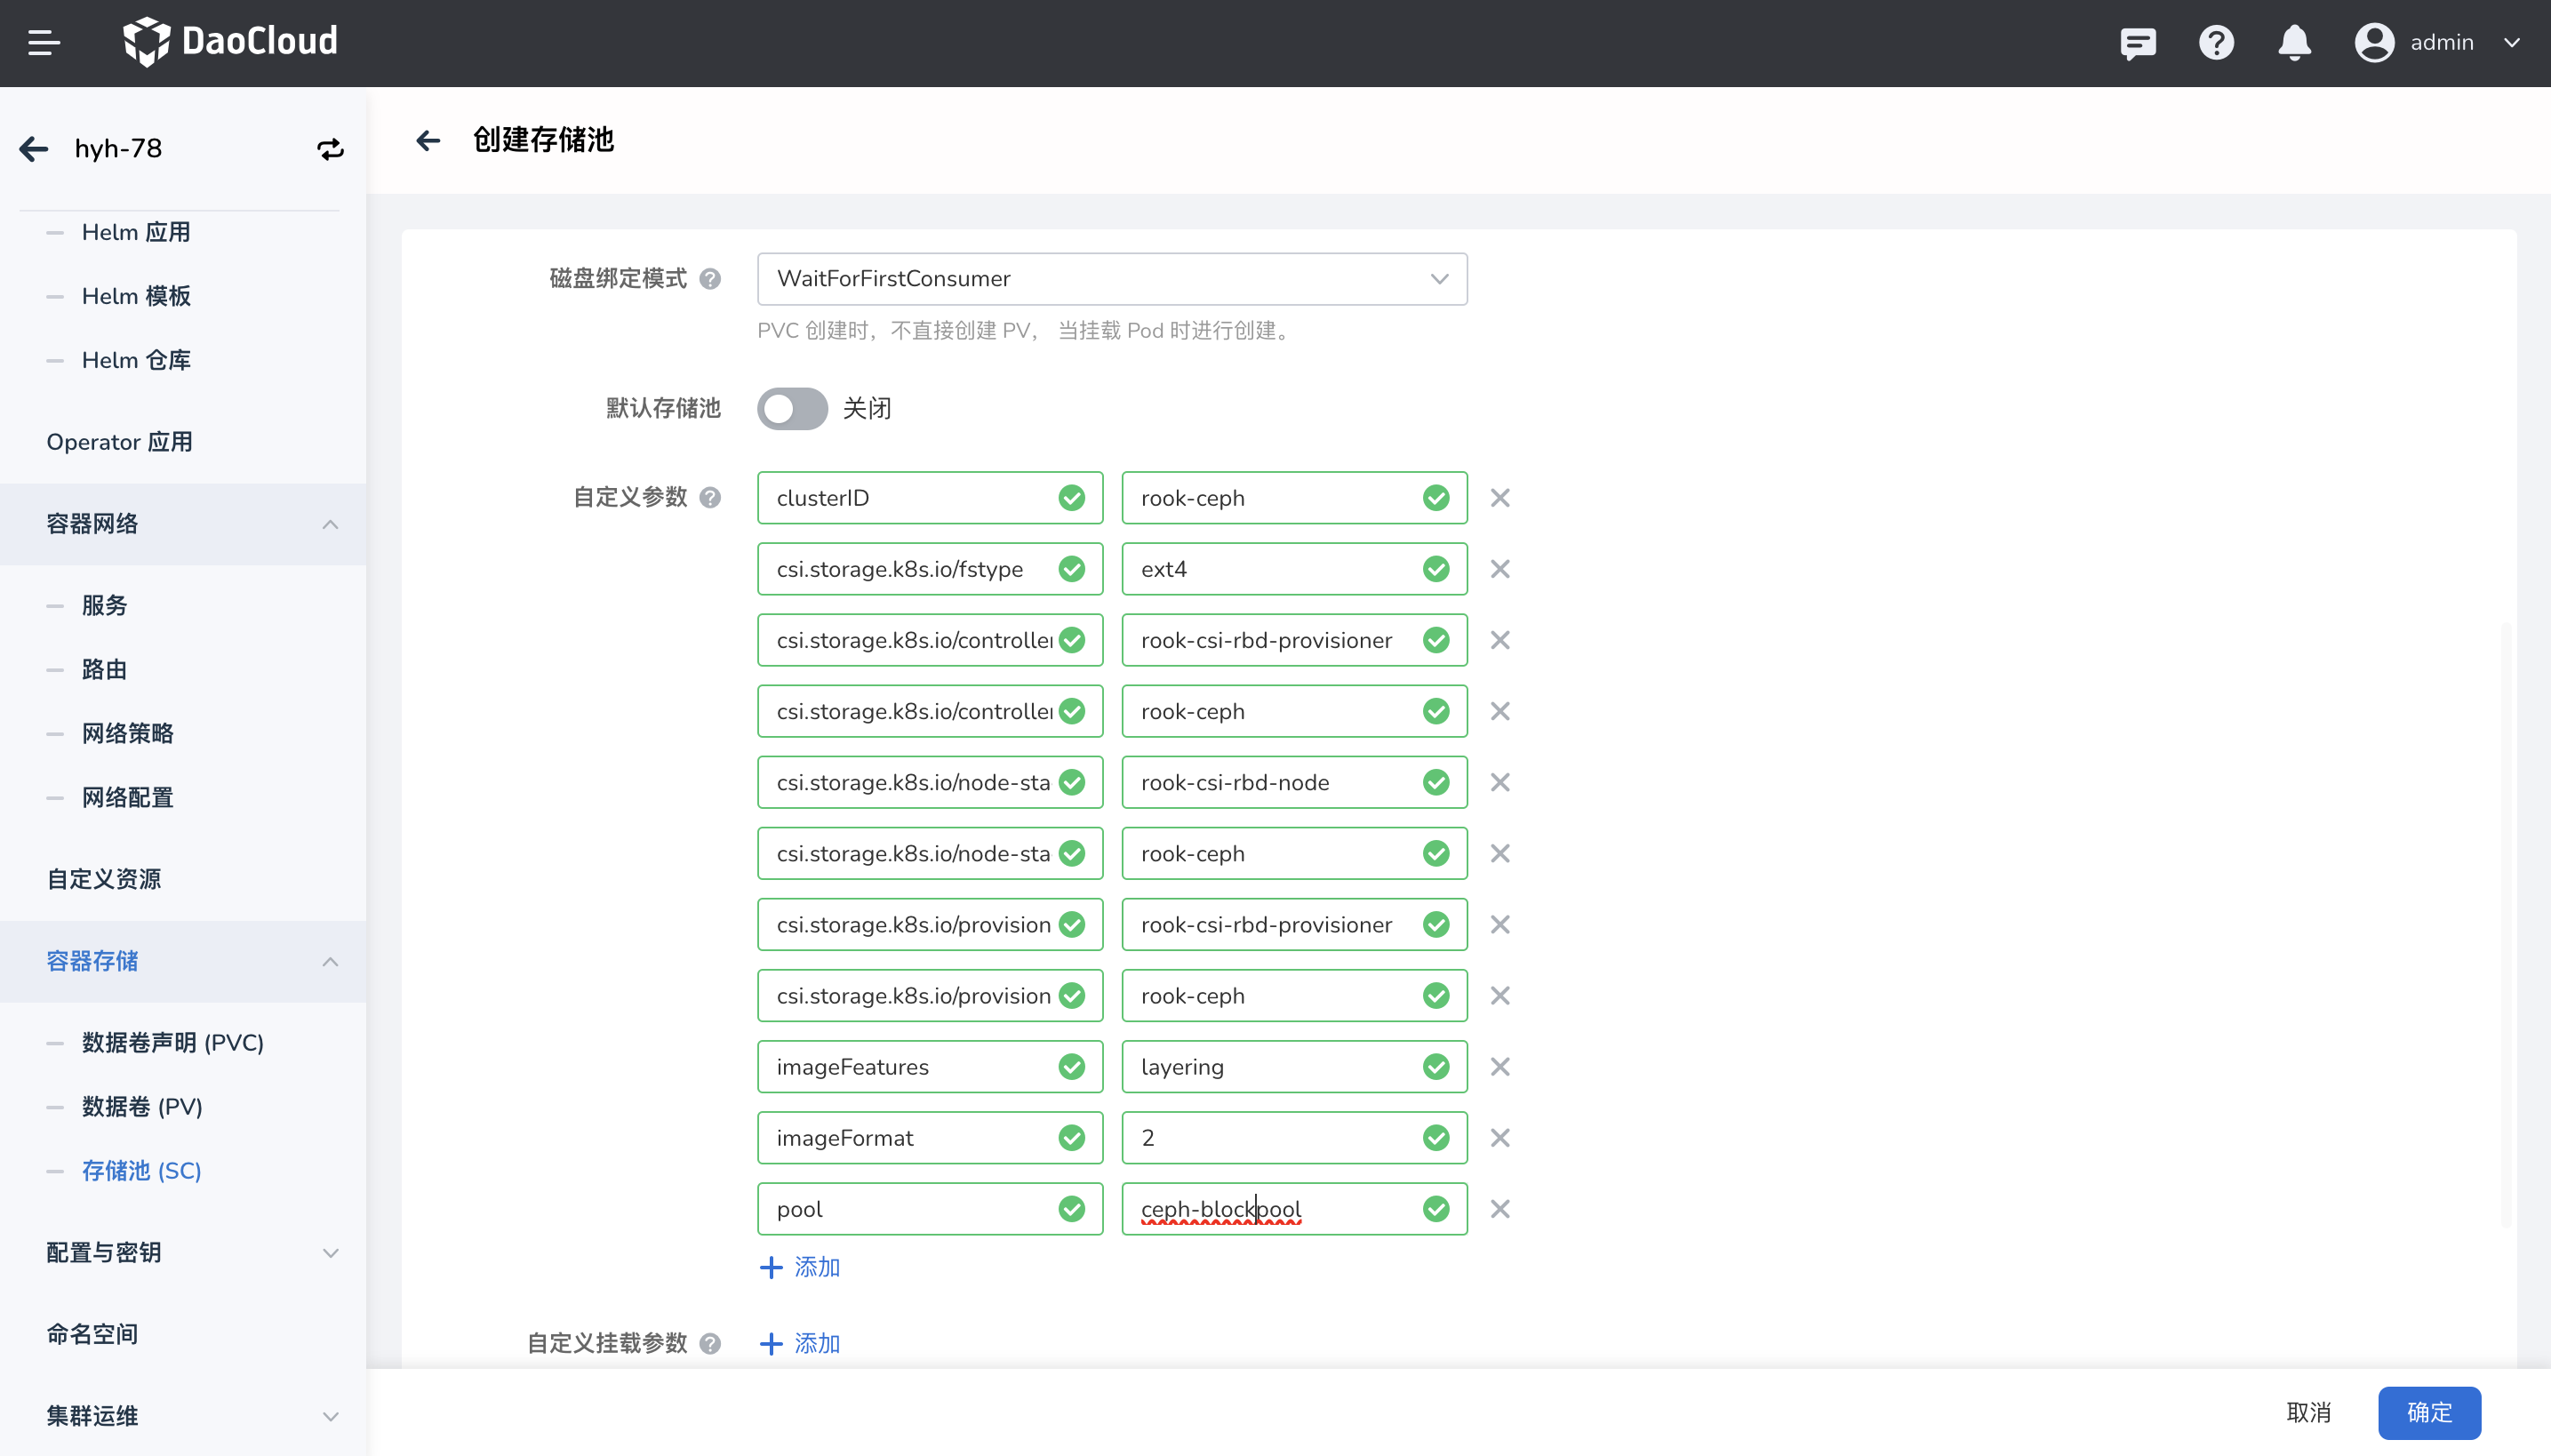 DaoCloud
admin
hyh-78
Helm 应用
Helm 模板
Helm 仓库
Operator 应用
容器网络
服务
路由
网络策略
网络配置
自定义资源
容器存储
数据卷声明 (PVC)
数据卷 (PV)
存储池 (SC)
配置与密钥
命名空间
集群运维
创建存储池
磁盘绑定模式
WaitForFirstConsumer
PVC 创建时，不直接创建 PV， 当挂载 Pod 时进行创建。
默认存储池 关闭
自定义参数
clusterID rook-ceph
csi.storage.k8s.io/fstype ext4
csi.storage.k8s.io/controller rook-csi-rbd-provisioner
csi.storage.k8s.io/controller rook-ceph
csi.storage.k8s.io/node-sta rook-csi-rbd-node
csi.storage.k8s.io/node-sta rook-ceph
csi.storage.k8s.io/provision rook-csi-rbd-provisioner
csi.storage.k8s.io/provision rook-ceph
imageFeatures layering
imageFormat 2
pool ceph-blockpool
添加
自定义挂载参数 添加
取消 确定